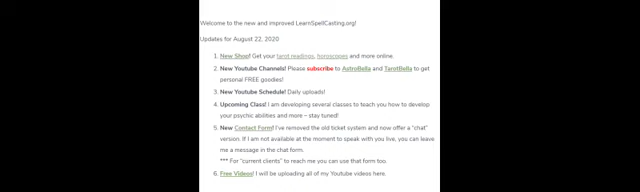 Welcome to the new and improved LearnSpellCasting.org!
Updates for August 22, 2020
1. New Shop! Get your tarot readings, horoscopes and more online.
2. New Youtube Channels! Please subscribe to AstroBella and TarotBella to get
personal FREE goodies!
3. New Youtube Schedule! Daily uploads!
4. Upcoming Class! I am developing several classes to teach you how to develop
your psychic abilities and more – stay tuned!
5. New Contact Form! I've removed the old ticket system and now offer a "chat"
version. If I am not available at the moment to speak with you live, you can leave
me a message in the chat form.
*** For "current clients" to reach me you can use that form too.
6. Free Videos! I will be uploading all of my Youtube videos here.